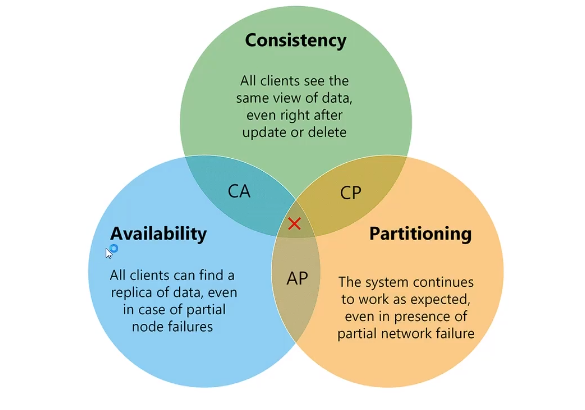 Consistency
All clients see the
same view of data,
even right after
update or delete
CA
CP
Availability
All clients can find a
replica of data, even
in case of partial
node failures
AP
Partitioning
The system continues
to work as expected,
even in presence of
partial network failure